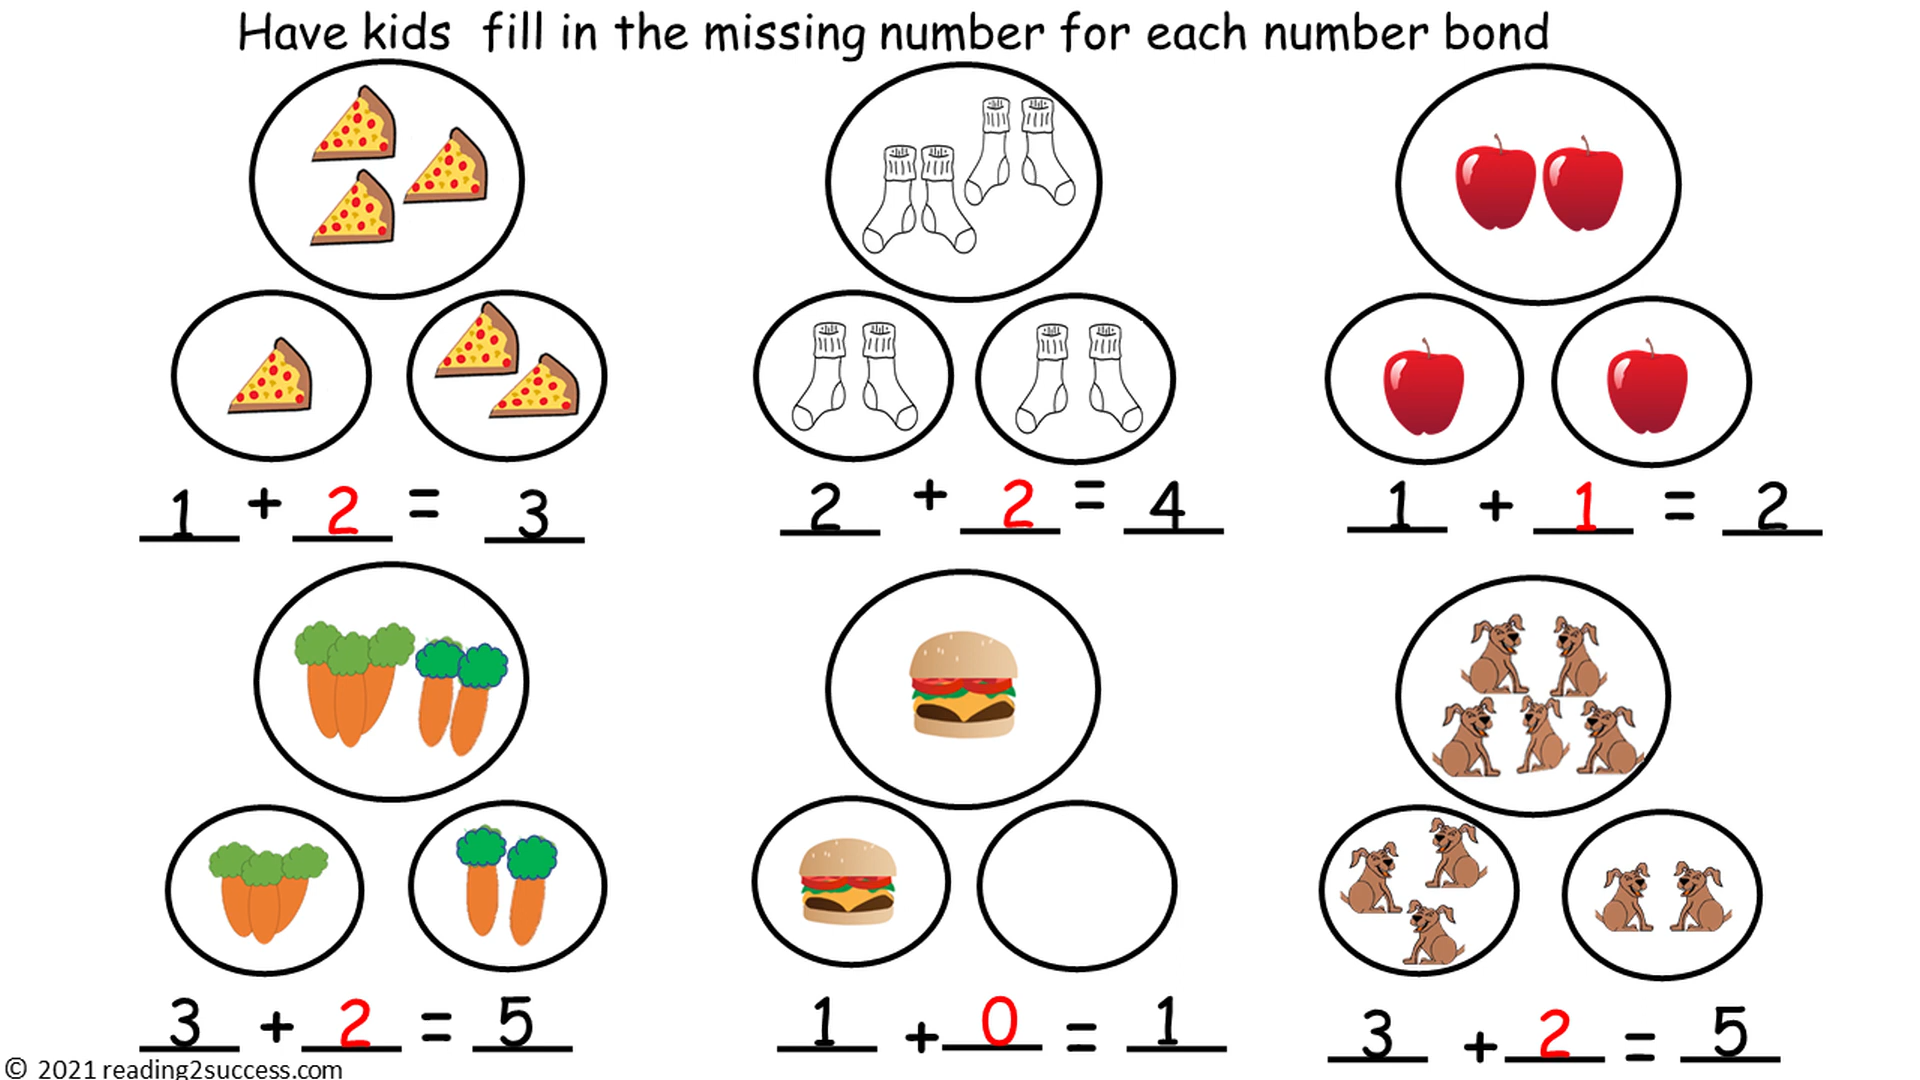 Have kids fill in the missing number for each number bond
1 + 2 = 3
2 + 2 = 4
1 + 1 = 2
3 + 2 = 5
1 + 0 = 1
3 + 2 = 5
© 2021 reading2success.com